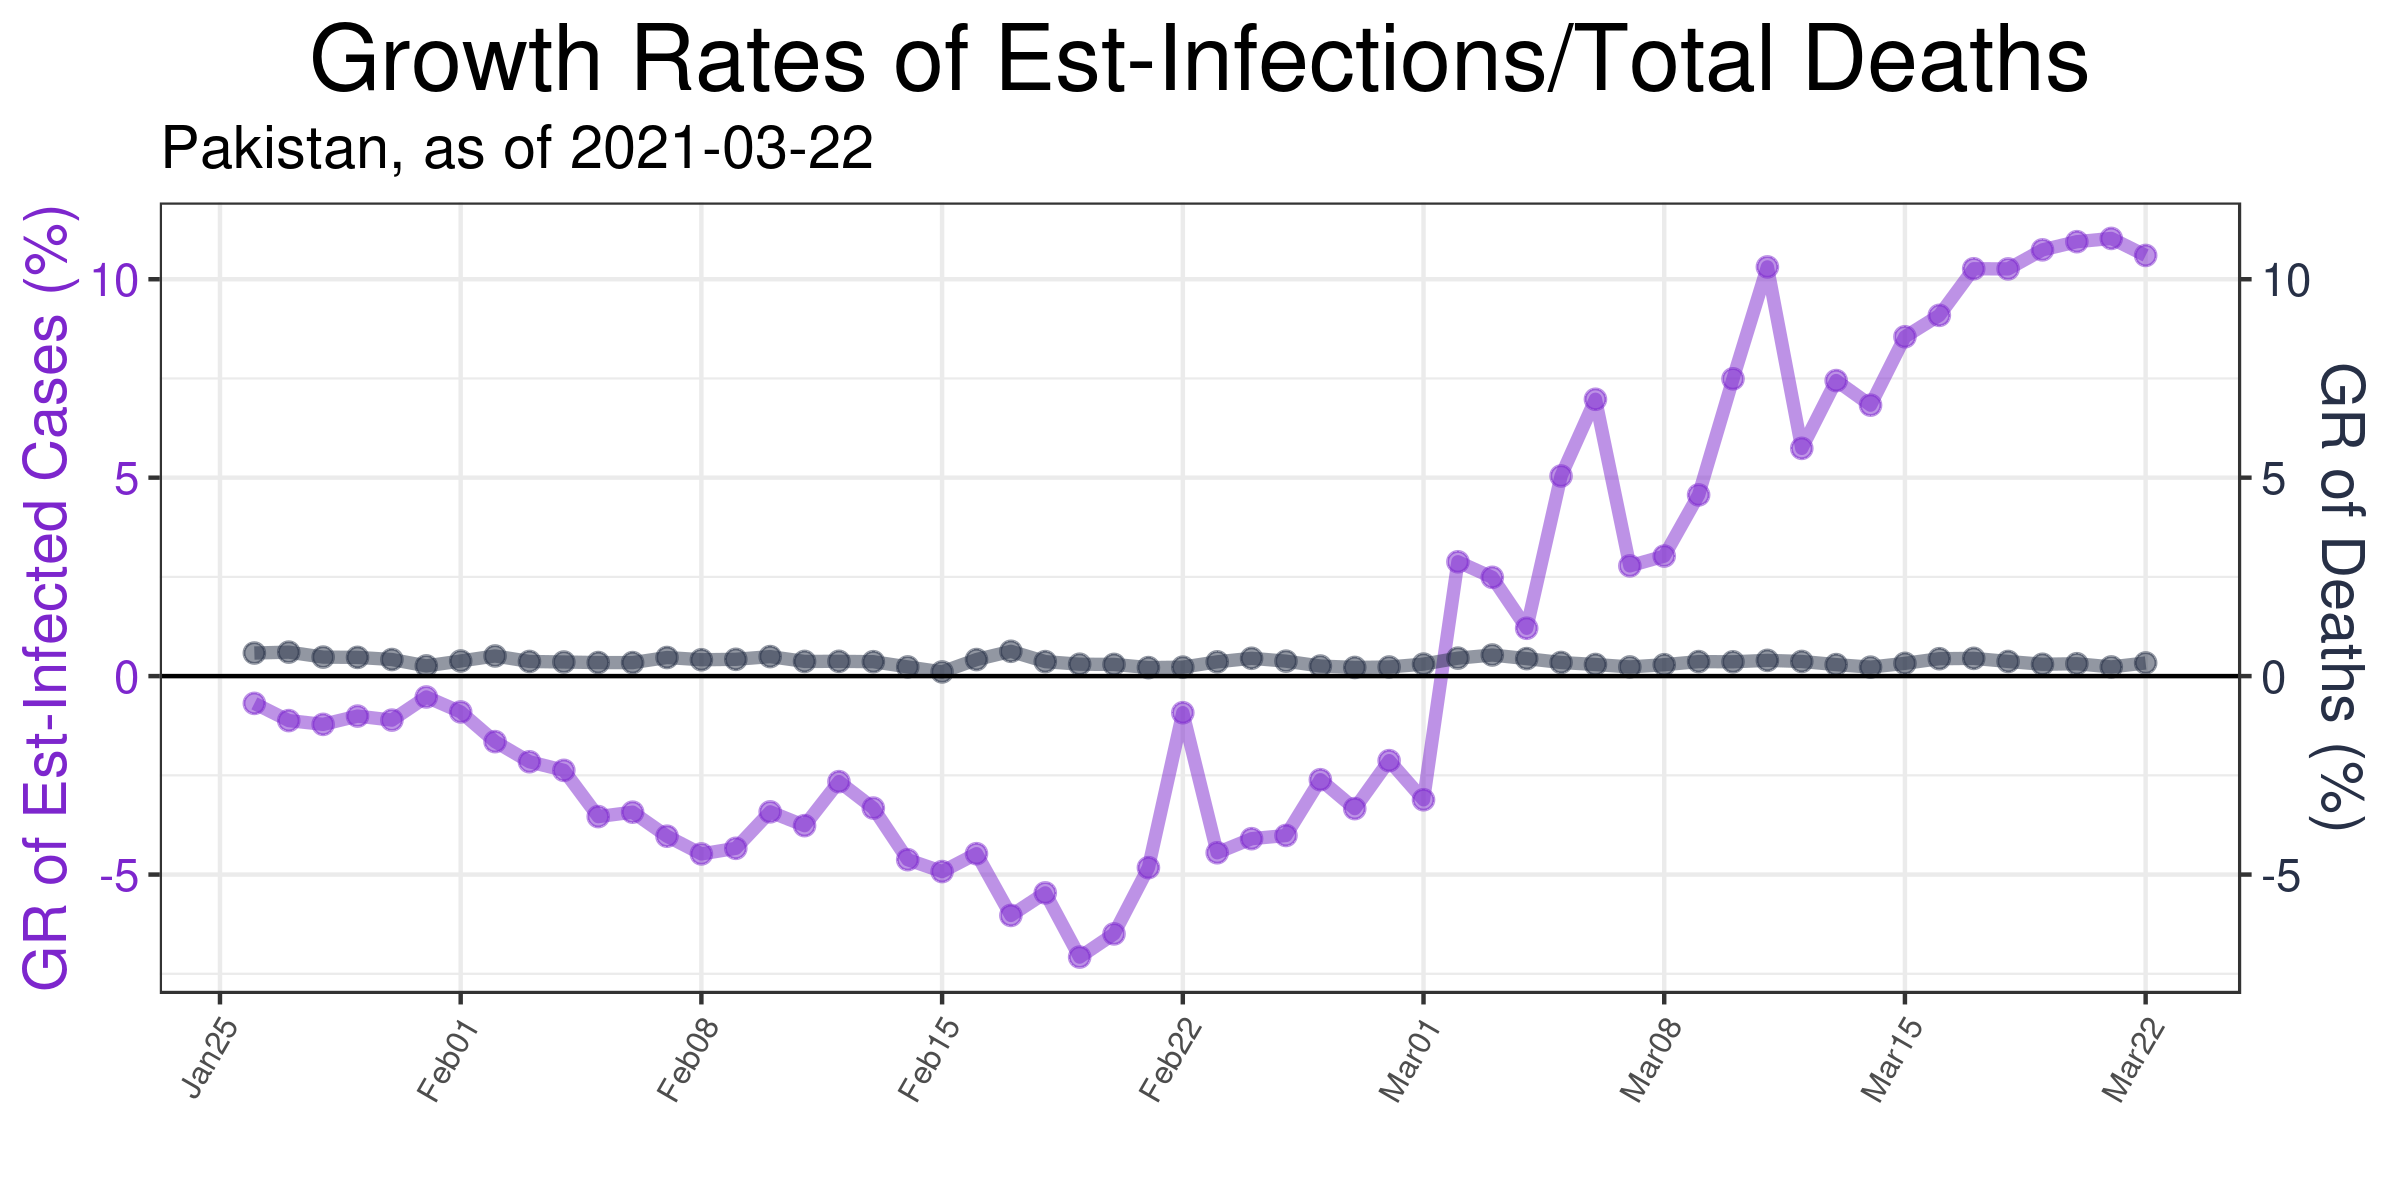 Growth Rates of Est-Infections/Total Deaths
Pakistan, as of 2021-03-22
GR of Est-Infected Cases (%)
10
5
0
-5
10
5
0
-5
GR of Deaths (%)
Jan25
Feb01
Feb08
Feb15
Feb22
Mar01
Mar08
Mar15
Mar22